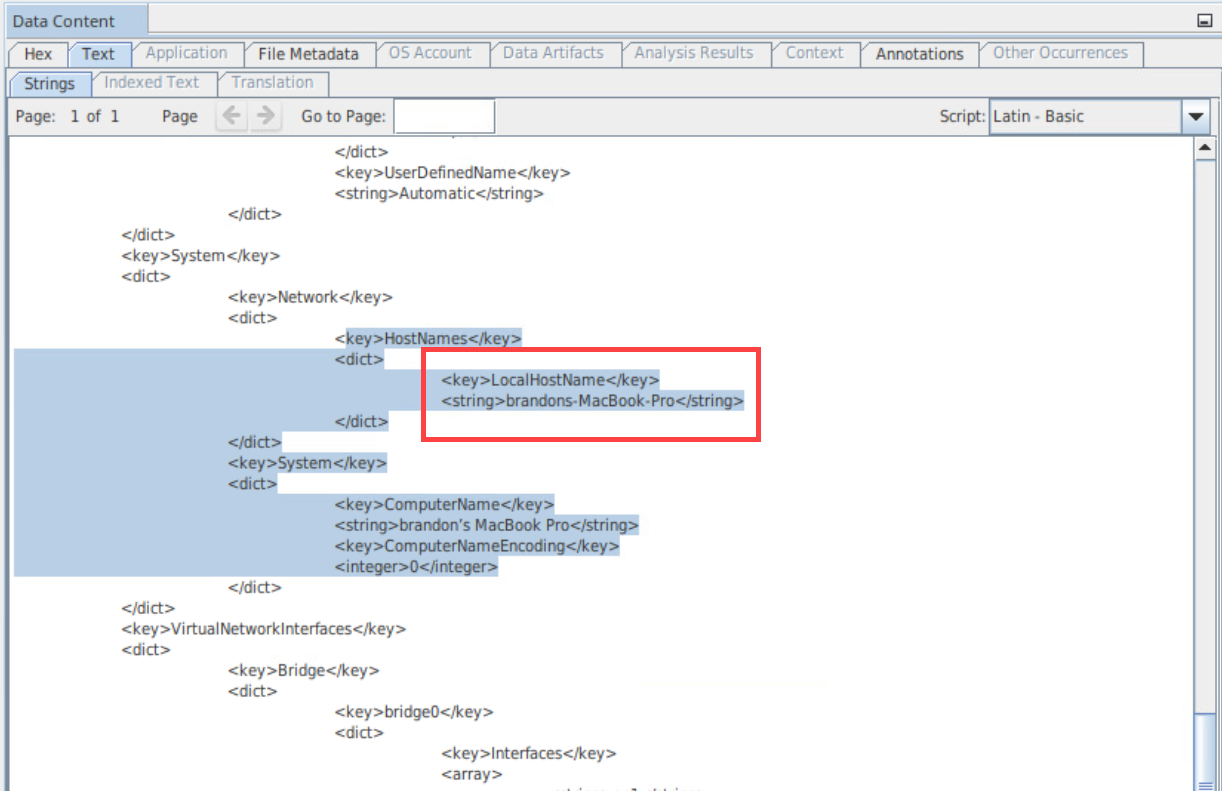 Data Content
Hex Text Application File Metadata OS Account Data Artifacts Analysis Results Context Annotations Other Occurrences
Strings Indexed Text Translation
Page: 1 of 1 Page Go to Page: Script: Latin - Basic
</dict>
<key>UserDefinedName</key>
<string>Automatic</string>
</dict>
</dict>
<key>System</key>
<dict>
<key>Network</key>
<dict>
<key>HostNames</key>
<dict>
<key>LocalHostName</key>
<string>brandons-MacBook-Pro</string>
</dict>
</dict>
<key>System</key>
<dict>
<key>ComputerName</key>
<string>brandon’s MacBook Pro</string>
<key>ComputerNameEncoding</key>
<integer>0</integer>
</dict>
</dict>
<key>VirtualNetworkInterfaces</key>
<dict>
<key>Bridge</key>
<dict>
<key>bridge0</key>
<dict>
<key>Interfaces</key>
<array>